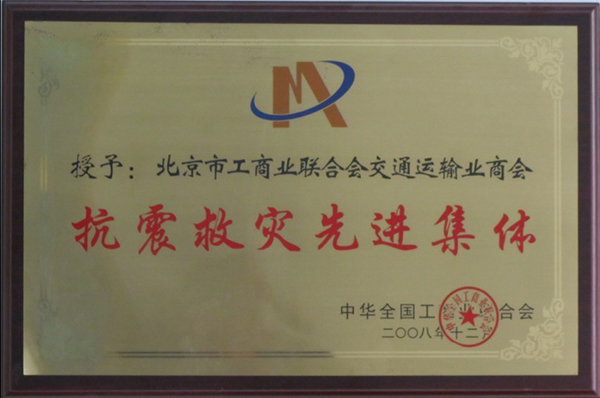 授予：北京市工商业联合会交通运输业商会
抗震救灾先进集体
中华全国工 业 合会
二〇〇八年十二